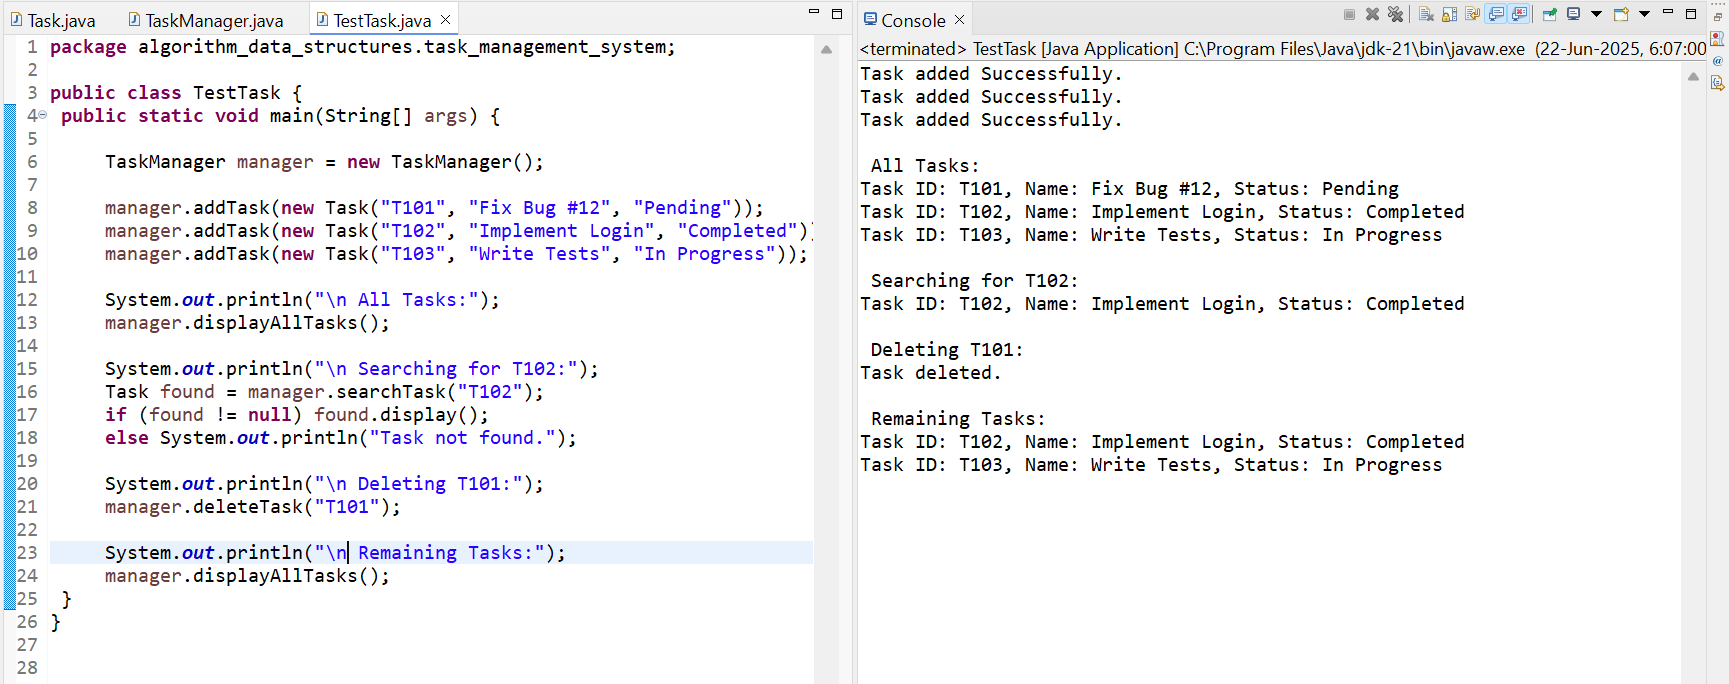 Task.java
TaskManager.java
TestTask.java
1 package algorithm_data_structures.task_management_system;
2
3 public class TestTask {
4 public static void main(String[] args) {
5
6 TaskManager manager = new TaskManager();
7
8 manager.addTask(new Task("T101", "Fix Bug #12", "Pending"));
9 manager.addTask(new Task("T102", "Implement Login", "Completed"))
10 manager.addTask(new Task("T103", "Write Tests", "In Progress"));
11
12 System.out.println("\n All Tasks:");
13 manager.displayAllTasks();
14
15 System.out.println("\n Searching for T102:");
16 Task found = manager.searchTask("T102");
17 if (found != null) found.display();
18 else System.out.println("Task not found.");
19
20 System.out.println("\n Deleting T101:");
21 manager.deleteTask("T101");
22
23 System.out.println("\n Remaining Tasks:");
24 manager.displayAllTasks();
25 }
26 }
27
28
Console
<terminated> TestTask [Java Application] C:\Program Files\Java\jdk-21\bin\javaw.exe (22-Jun-2025, 6:07:00
Task added Successfully.
Task added Successfully.
Task added Successfully.
All Tasks:
Task ID: T101, Name: Fix Bug #12, Status: Pending
Task ID: T102, Name: Implement Login, Status: Completed
Task ID: T103, Name: Write Tests, Status: In Progress
Searching for T102:
Task ID: T102, Name: Implement Login, Status: Completed
Deleting T101:
Task deleted.
Remaining Tasks:
Task ID: T102, Name: Implement Login, Status: Completed
Task ID: T103, Name: Write Tests, Status: In Progress